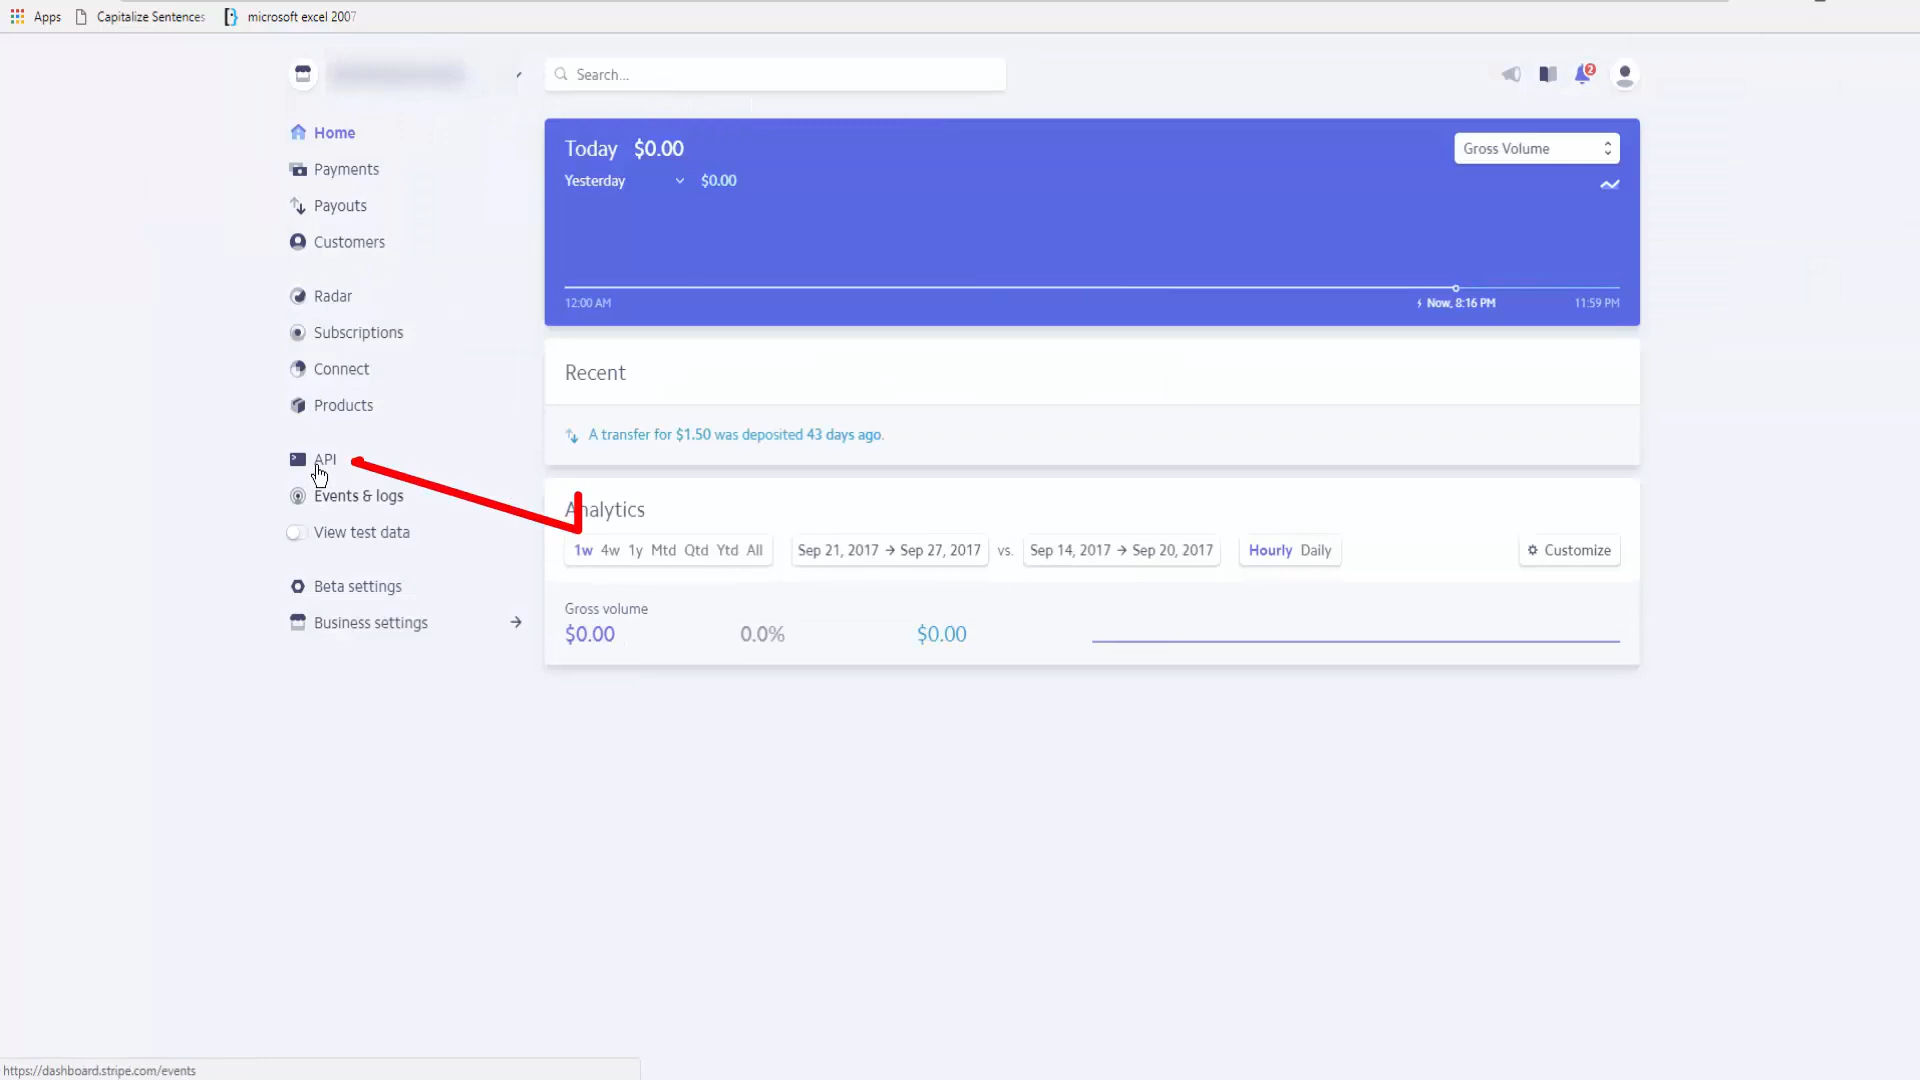 Apps Capitalize Sentences microsoft excel 2007
Search...
2
Home
Payments
Payouts
Customers
Radar
Subscriptions
Connect
Products
API
Events & logs
View test data
Beta settings
Business settings
Today $0.00
Gross Volume
Yesterday $0.00
12:00 AM
Now, 8:16 PM
11:59 PM
Recent
A transfer for $1.50 was deposited 43 days ago.
Analytics
1w 4w 1y Mtd Qtd Ytd All
Sep 21, 2017 → Sep 27, 2017 vs. Sep 14, 2017 → Sep 20, 2017
Hourly Daily
Customize
Gross volume
$0.00 0.0% $0.00
https://dashboard.stripe.com/events